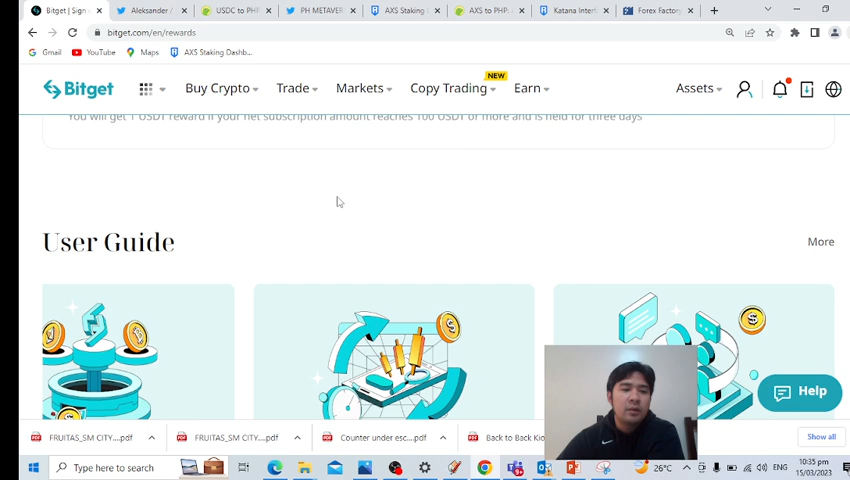 Bitget | Sign
Aleksander /
USDC to PHP
PH METAVER
AXS Staking
AXS to PHP:
Katana Interf
Forex Factory
bitget.com/en/rewards
Gmail
YouTube
Maps
AXS Staking Dashb...
Bitget
Buy Crypto
Trade
Markets
Copy Trading
NEW
Earn
Assets
You will get 1 USDT reward if your net subscription amount reaches 100 USDT or more and is held for three days
User Guide
More
Help
FRUITAS_SM CITY....pdf
FRUITAS_SM CITY....pdf
Counter under esc....pdf
Back to Back Kio
Show all
Type here to search
26°C
ENG
10:35 pm
15/03/2023